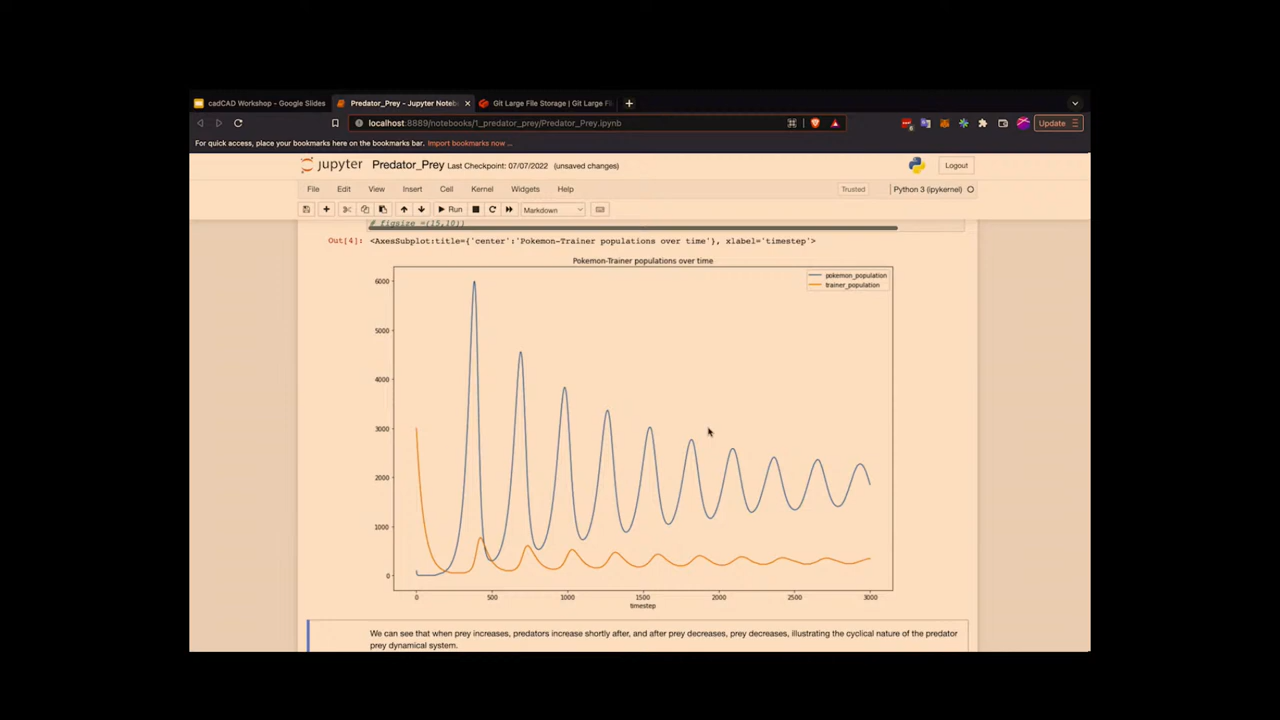 cadCAD Workshop - Google Slides
Predator_Prey - Jupyter Noteb
Git Large File Storage | Git Large Fi
localhost:8889/notebooks/1_predator_prey/Predator_Prey.ipynb
Update
For quick access, place your bookmarks here on the bookmarks bar. Import bookmarks now ...
jupyter Predator_Prey Last Checkpoint: 07/07/2022 (unsaved changes)
Logout
File Edit View Insert Cell Kernel Widgets Help
Trusted
Python 3 (ipykernel)
Run
Markdown
# figsize =(15,10))
Out[4]: <AxesSubplot:title={'center':'Pokemon-Trainer populations over time'}, xlabel='timestep'>
Pokemon-Trainer populations over time
pokemon_population
trainer_population
6000
5000
4000
3000
2000
1000
0
0 500 1000 1500 2000 2500 3000
timestep
We can see that when prey increases, predators increase shortly after, and after prey decreases, prey decreases, illustrating the cyclical nature of the predator
prey dynamical system.